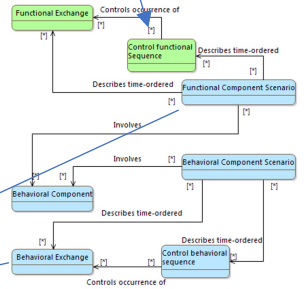 Controls occurrence of
Functional Exchange
[*]
[*]
[*]
Control functional
Sequence
Describes time-ordered
[*]
[*]
Describes time-ordered
[*]
Functional Component Scenario
[*]
Involves
Involves
[*]
Behavioral Component Scenario
[*]
[*]
Behavioral Component
[*]
[*]
Describes time-ordered
[*]
Describes time-ordered
Behavioral Exchange
Control behavioral
sequence
[*]
[*]
[*]
Controls occurrence of